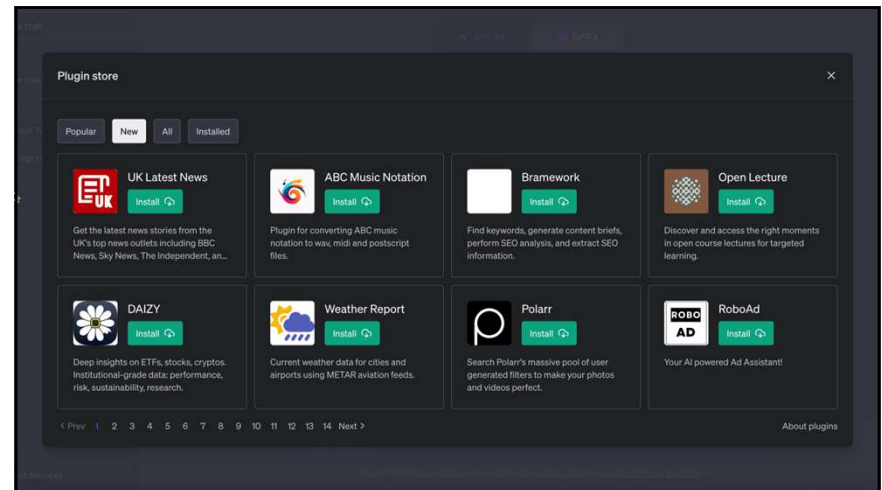 GPT-4
Plugin store
Popular
New
All
Installed
EUK
UK Latest News
Install
Get the latest news stories from the
UK's top news outlets including BBC
News, Sky News, The Independent, an...
ABC Music Notation
Install
Plugin for converting ABC music
notation to wav, midi and postscript
files.
Bramework
Install
Find keywords, generate content briefs,
perform SEO analysis, and extract SEO
information.
Open Lecture
Install
Discover and access the right moments
in open course lectures for targeted
learning.
DAIZY
Install
Deep insights on ETFs, stocks, cryptos.
Institutional-grade data: performance,
risk, sustainability, research.
Weather Report
Install
Current weather data for cities and
airports using METAR aviation feeds.
Polarr
Install
Search Polarr's massive pool of user
generated filters to make your photos
and videos perfect.
ROBO
AD
RoboAd
Install
Your AI powered Ad Assistant!
< Prev 1 2 3 4 5 6 7 8 9 10 11 12 13 14 Next >
About plugins